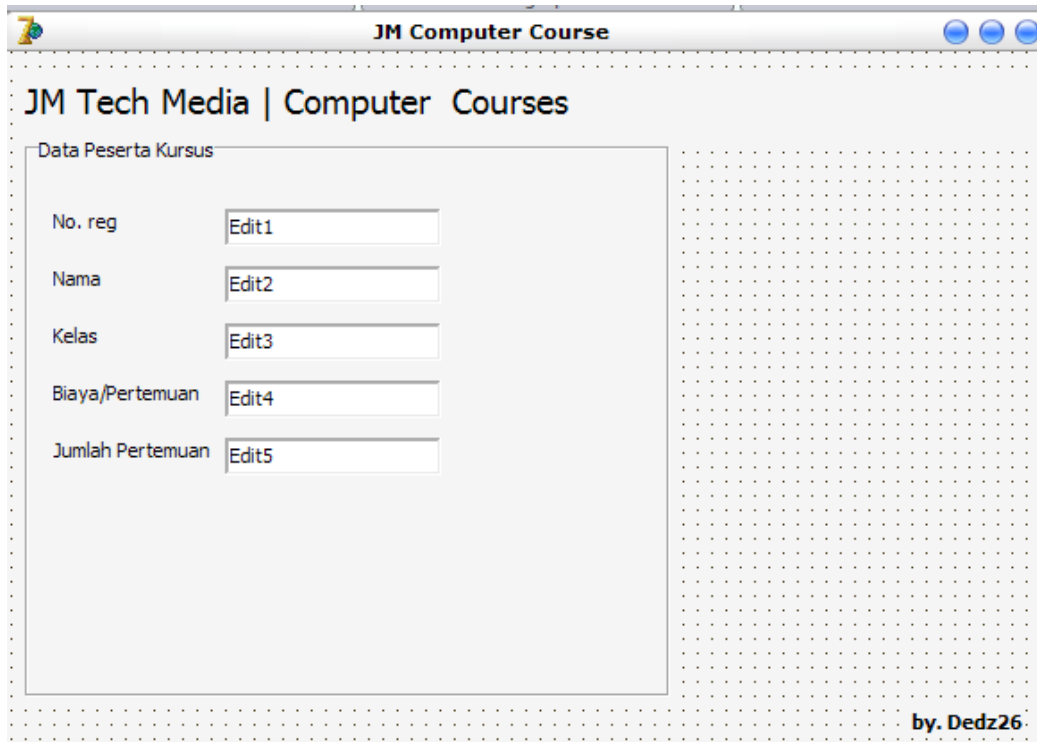 JM Computer Course
JM Tech Media | Computer Courses
Data Peserta Kursus
No. reg Edit1
Nama Edit2
Kelas Edit3
Biaya/Pertemuan Edit4
Jumlah Pertemuan Edit5
by. Dedz26